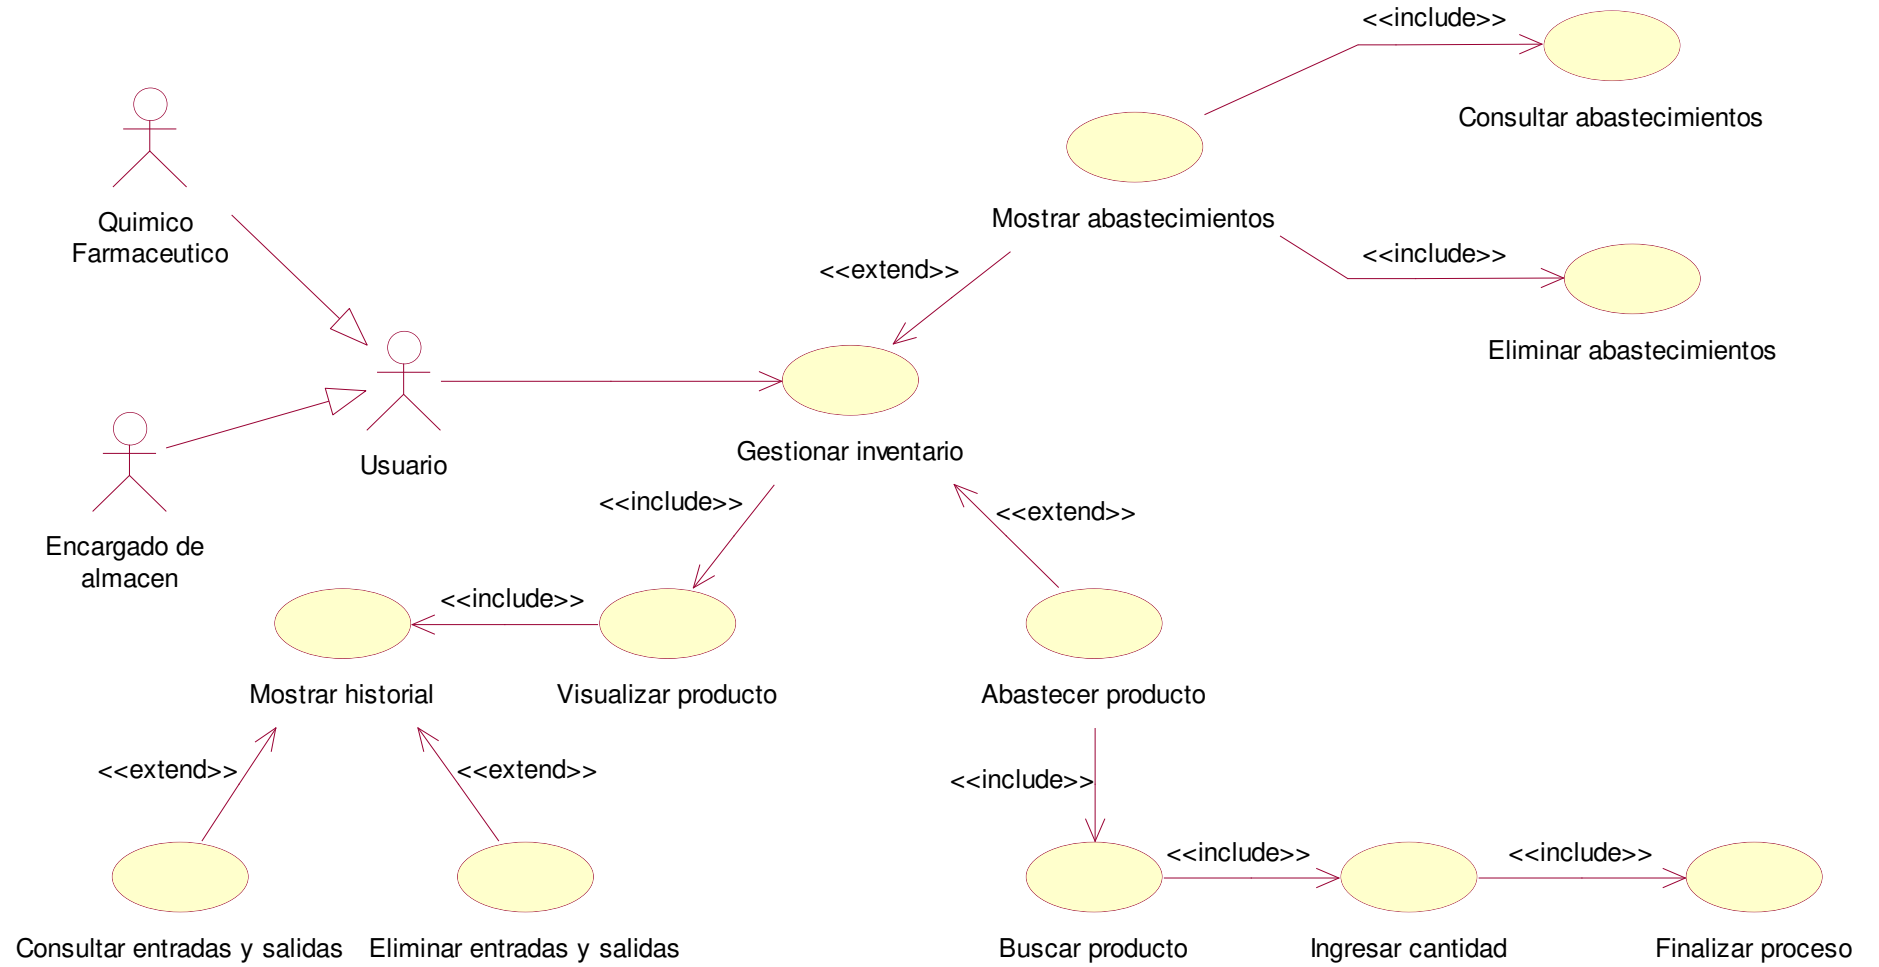 <<include>>
Consultar abastecimientos
Mostrar abastecimientos
Quimico
Farmaceutico
<<extend>>
<<include>>
Eliminar abastecimientos
Usuario
Gestionar inventario
<<include>>
<<extend>>
Encargado de
almacen
<<include>>
Mostrar historial
Visualizar producto
Abastecer producto
<<extend>>
<<extend>>
<<include>>
<<include>>
<<include>>
Consultar entradas y salidas
Eliminar entradas y salidas
Buscar producto
Ingresar cantidad
Finalizar proceso